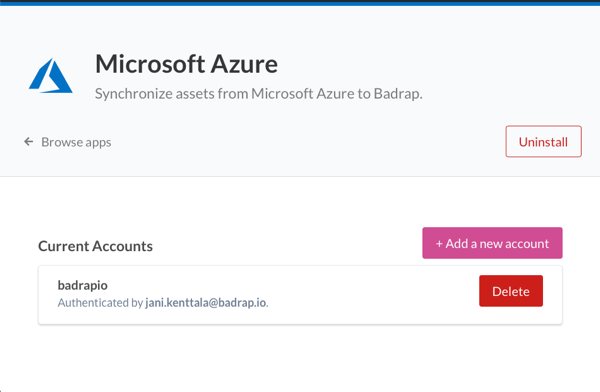 Microsoft Azure
Synchronize assets from Microsoft Azure to Badrap.
← Browse apps
Uninstall
Current Accounts
+ Add a new account
badrapio
Authenticated by jani.kenttala@badrap.io.
Delete